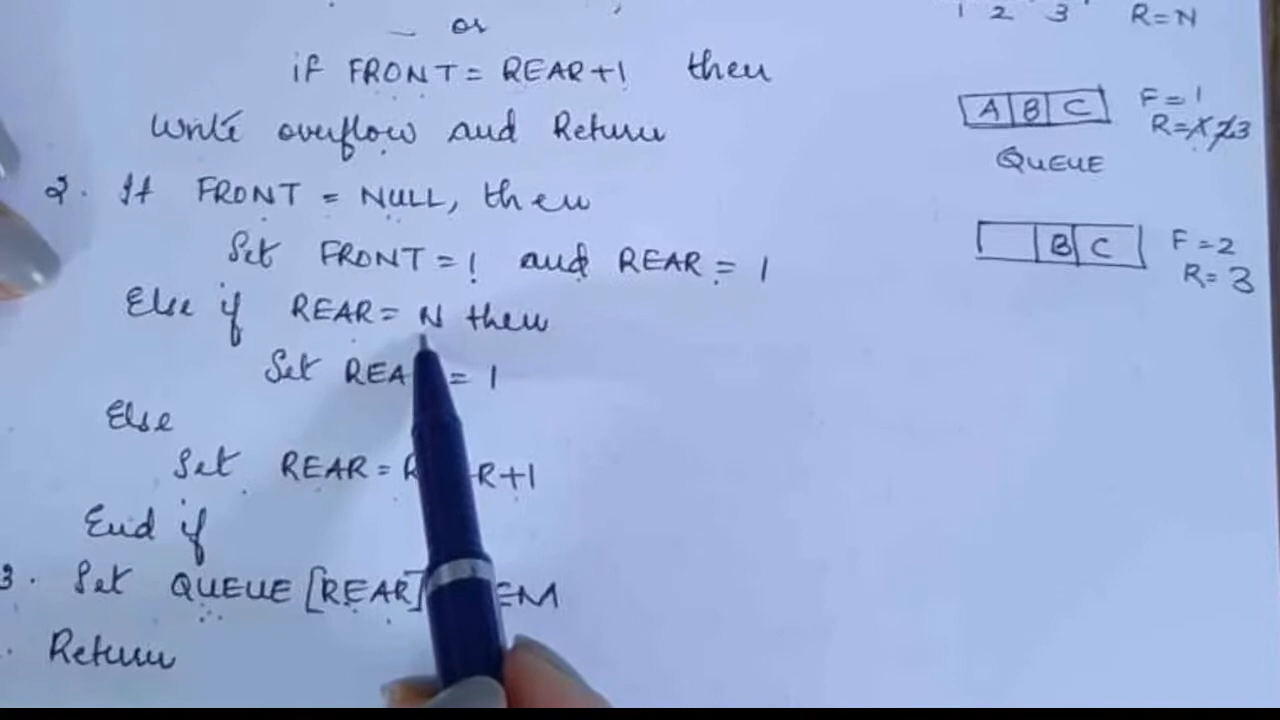 or
if FRONT = REAR+1 then
Write overflow and Return
2. If FRONT = NULL, then
Set FRONT = 1 and REAR = 1
Else if REAR = N then
Set REA = 1
Else
Set REAR = R R+1
End if
3. Set QUEUE [REAR] EM
Return
1 2 3 R=N
A B C F=1
R= 3
QUEUE
B C F=2
R=3